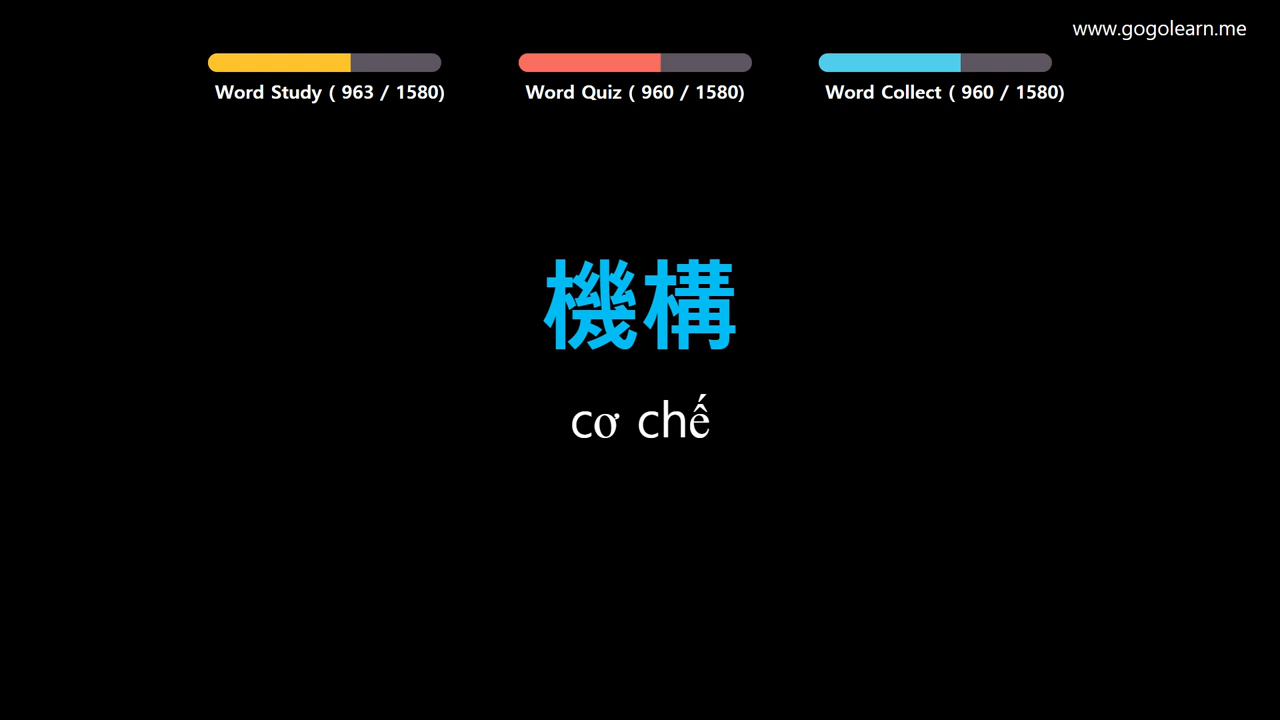 www.gogolearn.me
Word Study ( 963 / 1580)
Word Quiz ( 960 / 1580)
Word Collect ( 960 / 1580)
機構
cơ chế